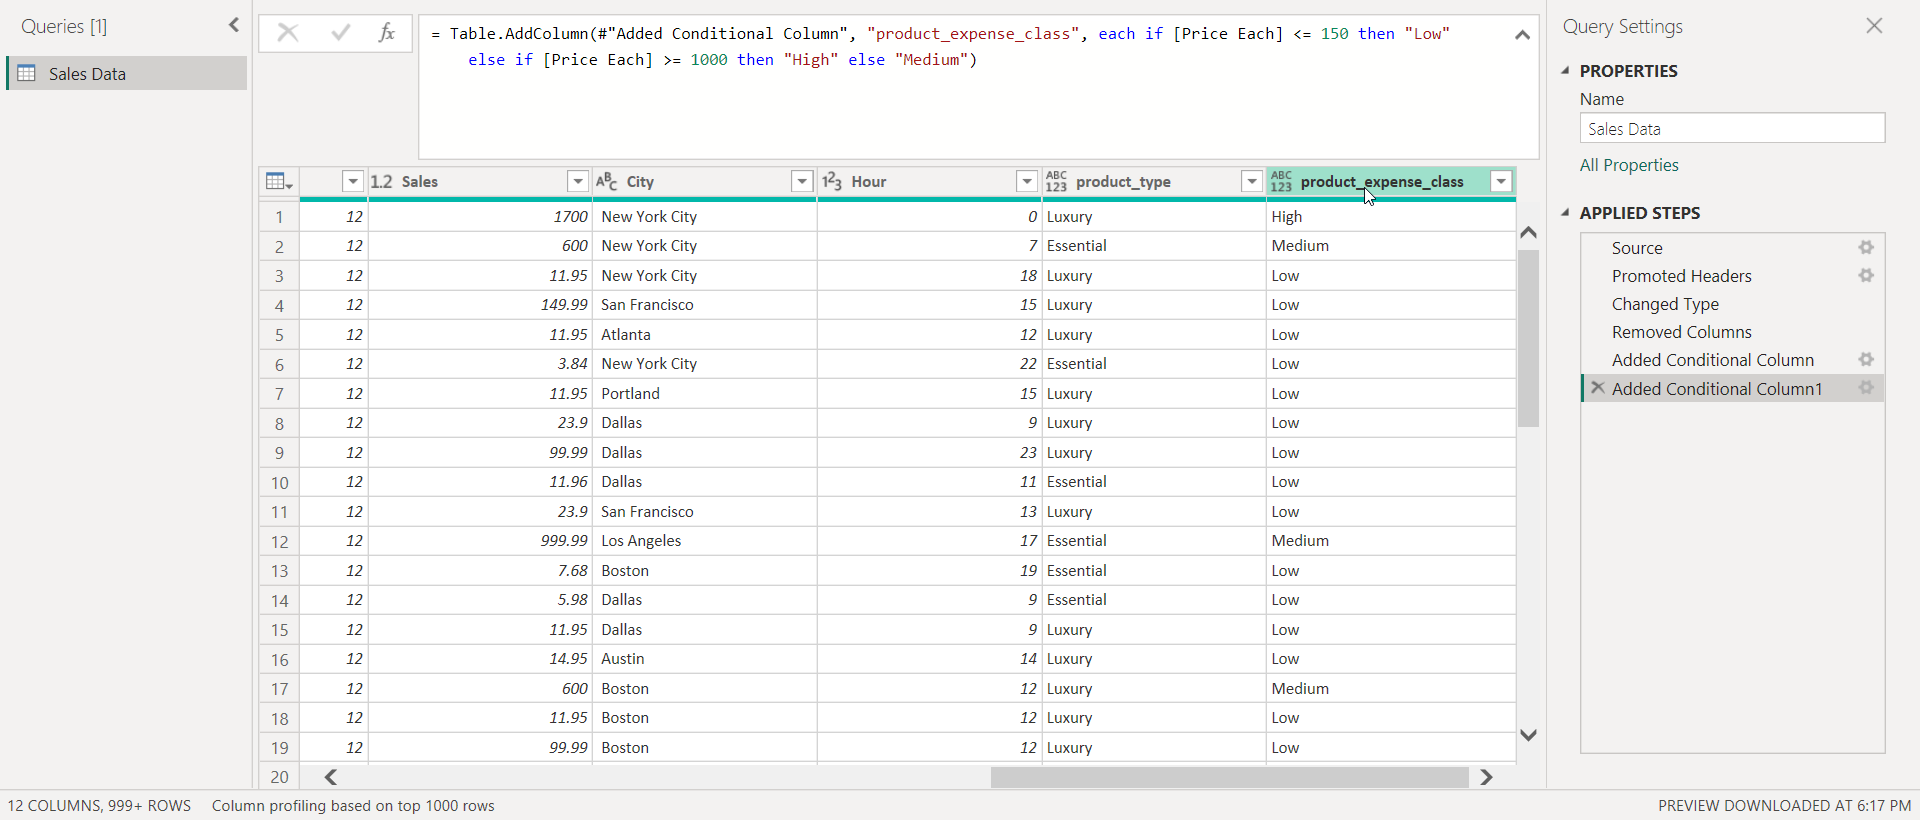 Queries [1]
Sales Data
fx
= Table.AddColumn(#"Added Conditional Column", "product_expense_class", each if [Price Each] <= 150 then "Low"
else if [Price Each] >= 1000 then "High" else "Medium")
1.2 Sales ABC City 123 Hour ABC 123 product_type ABC 123 product_expense_class
1 12 1700 New York City 0 Luxury High
2 12 600 New York City 7 Essential Medium
3 12 11.95 New York City 18 Luxury Low
4 12 149.99 San Francisco 15 Luxury Low
5 12 11.95 Atlanta 12 Luxury Low
6 12 3.84 New York City 22 Essential Low
7 12 11.95 Portland 15 Luxury Low
8 12 23.9 Dallas 9 Luxury Low
9 12 99.99 Dallas 23 Luxury Low
10 12 11.96 Dallas 11 Essential Low
11 12 23.9 San Francisco 13 Luxury Low
12 12 999.99 Los Angeles 17 Essential Medium
13 12 7.68 Boston 19 Essential Low
14 12 5.98 Dallas 9 Essential Low
15 12 11.95 Dallas 9 Luxury Low
16 12 14.95 Austin 14 Luxury Low
17 12 600 Boston 12 Luxury Medium
18 12 11.95 Boston 12 Luxury Low
19 12 99.99 Boston 12 Luxury Low
20
Query Settings
PROPERTIES
Name
Sales Data
All Properties
APPLIED STEPS
Source
Promoted Headers
Changed Type
Removed Columns
Added Conditional Column
Added Conditional Column1
12 COLUMNS, 999+ ROWS Column profiling based on top 1000 rows
PREVIEW DOWNLOADED AT 6:17 PM